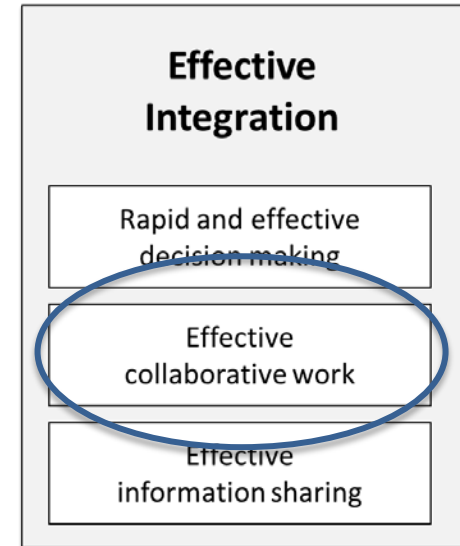 Effective
Integration
Rapid and effective
decision making
Effective
collaborative work
Effective
information sharing